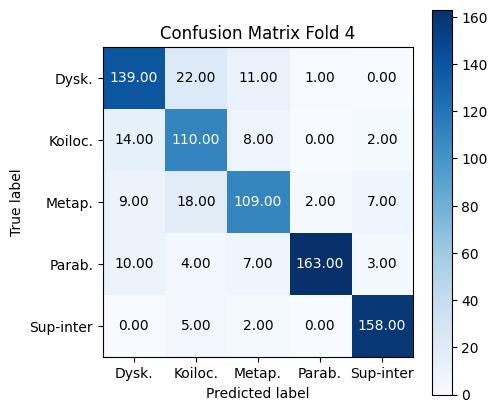 Confusion Matrix Fold 4
Dysk. 139.00 22.00 11.00 1.00 0.00
Koiloc. 14.00 110.00 8.00 0.00 2.00
Metap. 9.00 18.00 109.00 2.00 7.00
Parab. 10.00 4.00 7.00 163.00 3.00
Sup-inter 0.00 5.00 2.00 0.00 158.00
Dysk. Koiloc. Metap. Parab. Sup-inter
Predicted label
True label
160
140
120
100
80
60
40
20
0